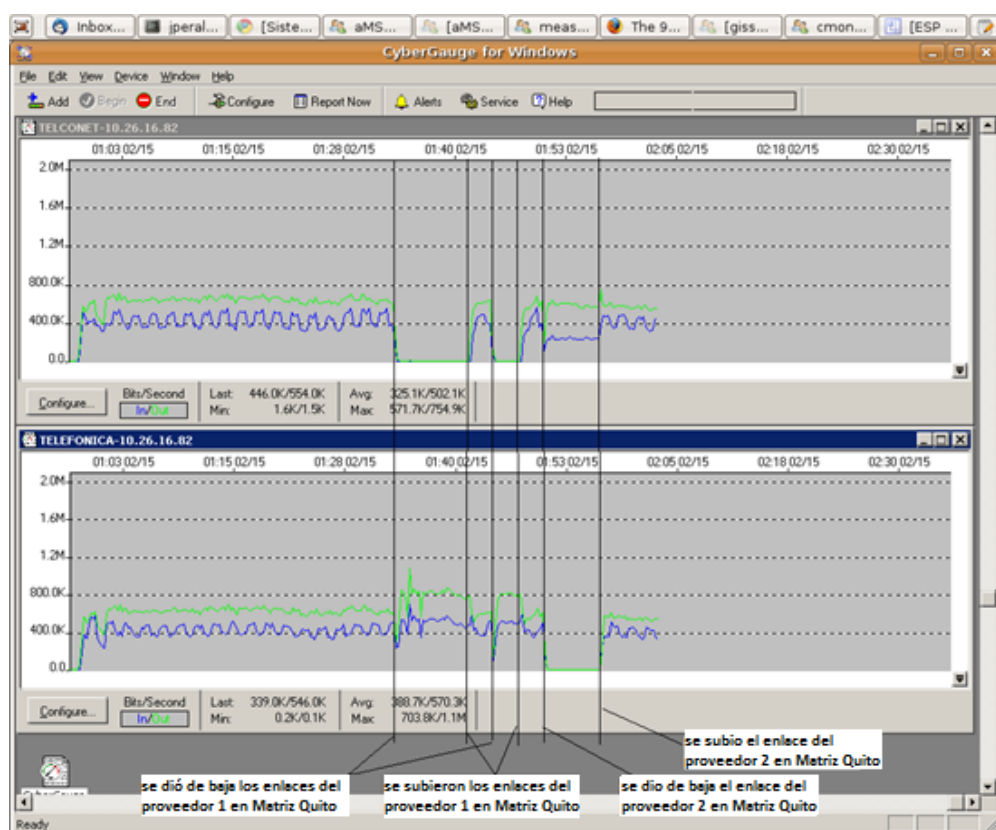 Inbox... jperal... [Siste... aMS... [aMS... meas... The 9... [giss... cmon... [ESP ...
CyberGauge for Windows
File Edit View Device Window Help
Add Begin End Configure Report Now Alerts Service Help
TELCONET-10.26.16.82
01:03 02/15 01:15 02/15 01:28 02/15 01:40 02/15 01:53 02/15 02:05 02/15 02:18 02/15 02:30 02/15
2.0M
1.6M
1.2M
800.0K
400.0K
0.0
Configure... Bits/Second Last: 446.0K/554.0K Avg: 325.1K/502.1K
In/Out Min: 1.6K/1.5K Max: 571.7K/754.9K
TELEFONICA-10.26.16.82
01:03 02/15 01:15 02/15 01:28 02/15 01:40 02/15 01:53 02/15 02:05 02/15 02:18 02/15 02:30 02/15
2.0M
1.6M
1.2M
800.0K
400.0K
0.0
Configure... Bits/Second Last: 339.0K/546.0K Avg: 388.7K/570.3K
In/Out Min: 0.2K/0.1K Max: 703.8K/1.1M
se subio el enlace del
proveedor 2 en Matriz Quito
se dió de baja los enlaces del
proveedor 1 en Matriz Quito
se subieron los enlaces del
proveedor 1 en Matriz Quito
se dio de baja el enlace del
proveedor 2 en Matriz Quito
Ready